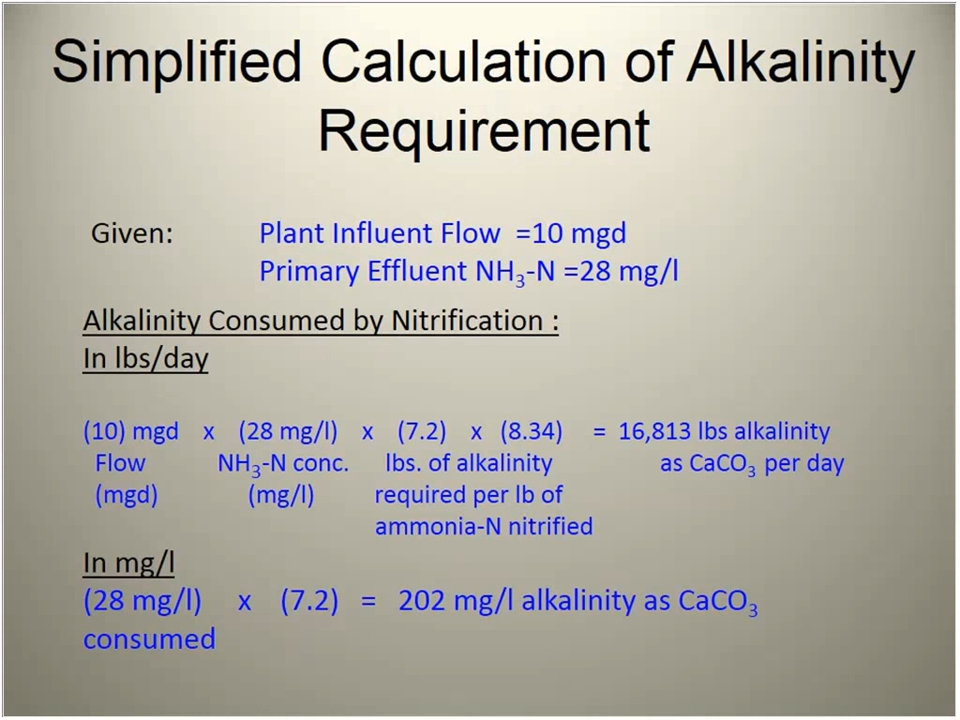 Simplified Calculation of Alkalinity
Requirement
Given: Plant Influent Flow =10 mgd
Primary Effluent NH₃-N =28 mg/l
Alkalinity Consumed by Nitrification :
In lbs/day
(10) mgd x (28 mg/l) x (7.2) x (8.34) = 16,813 lbs alkalinity
Flow NH₃-N conc. lbs. of alkalinity as CaCO₃ per day
(mgd) (mg/l) required per lb of
ammonia-N nitrified
In mg/l
(28 mg/l) x (7.2) = 202 mg/l alkalinity as CaCO₃
consumed